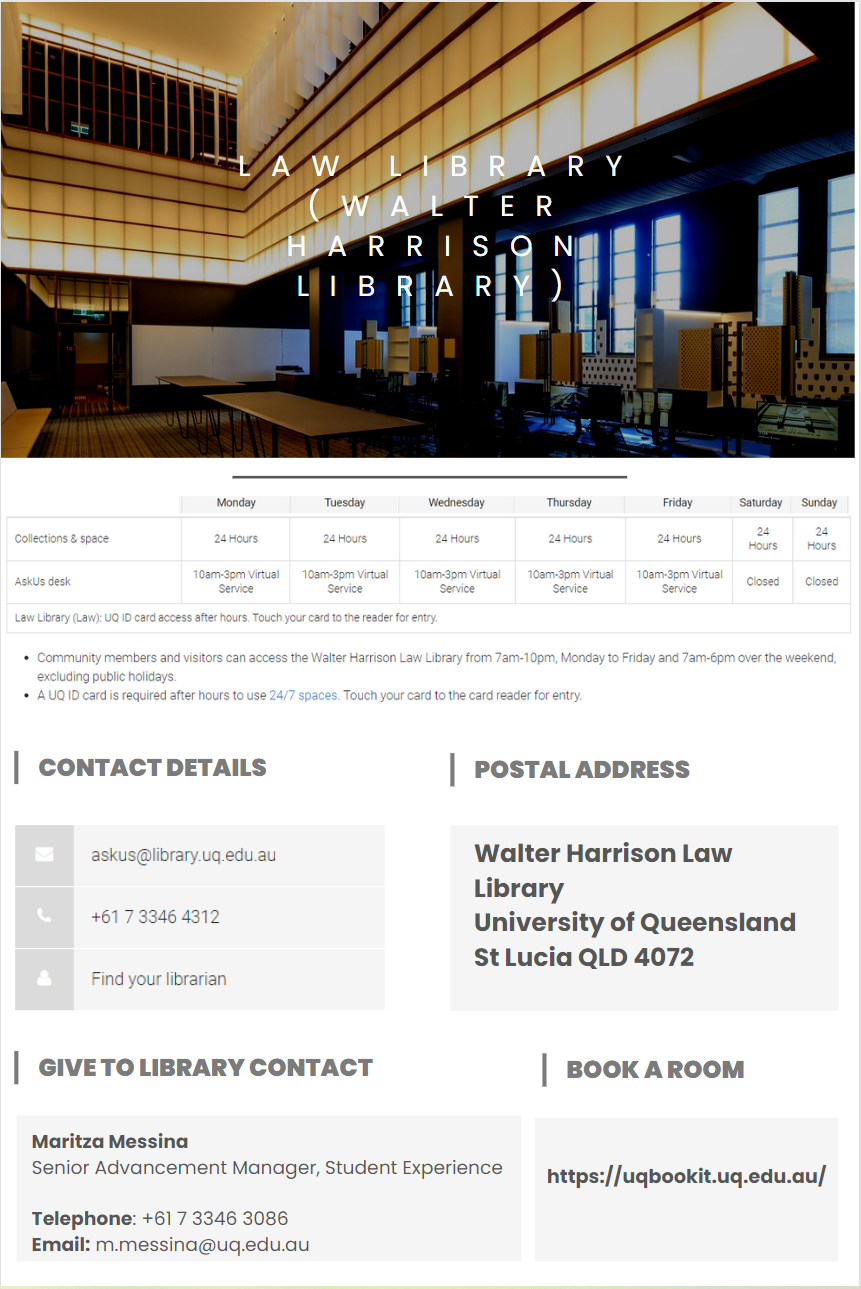 LAW LIBRARY
(WALTER
HARRISON
LIBRARY)
Monday Tuesday Wednesday Thursday Friday Saturday Sunday
Collections & space 24 Hours 24 Hours 24 Hours 24 Hours 24 Hours 24 Hours 24 Hours
AskUs desk 10am-3pm Virtual Service 10am-3pm Virtual Service 10am-3pm Virtual Service 10am-3pm Virtual Service 10am-3pm Virtual Service Closed Closed
Law Library (Law): UQ ID card access after hours. Touch your card to the reader for entry.
• Community members and visitors can access the Walter Harrison Law Library from 7am-10pm, Monday to Friday and 7am-6pm over the weekend,
excluding public holidays.
• A UQ ID card is required after hours to use 24/7 spaces. Touch your card to the card reader for entry.
CONTACT DETAILS
askus@library.uq.edu.au
+61 7 3346 4312
Find your librarian
POSTAL ADDRESS
Walter Harrison Law
Library
University of Queensland
St Lucia QLD 4072
GIVE TO LIBRARY CONTACT
Maritza Messina
Senior Advancement Manager, Student Experience
Telephone: +61 7 3346 3086
Email: m.messina@uq.edu.au
BOOK A ROOM
https://uqbookit.uq.edu.au/